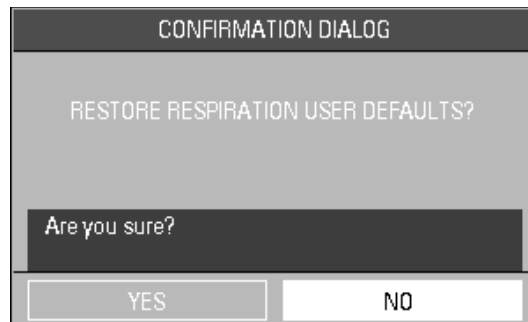 CONFIRMATION DIALOG
RESTORE RESPIRATION USER DEFAULTS?
Are you sure?
YES
NO